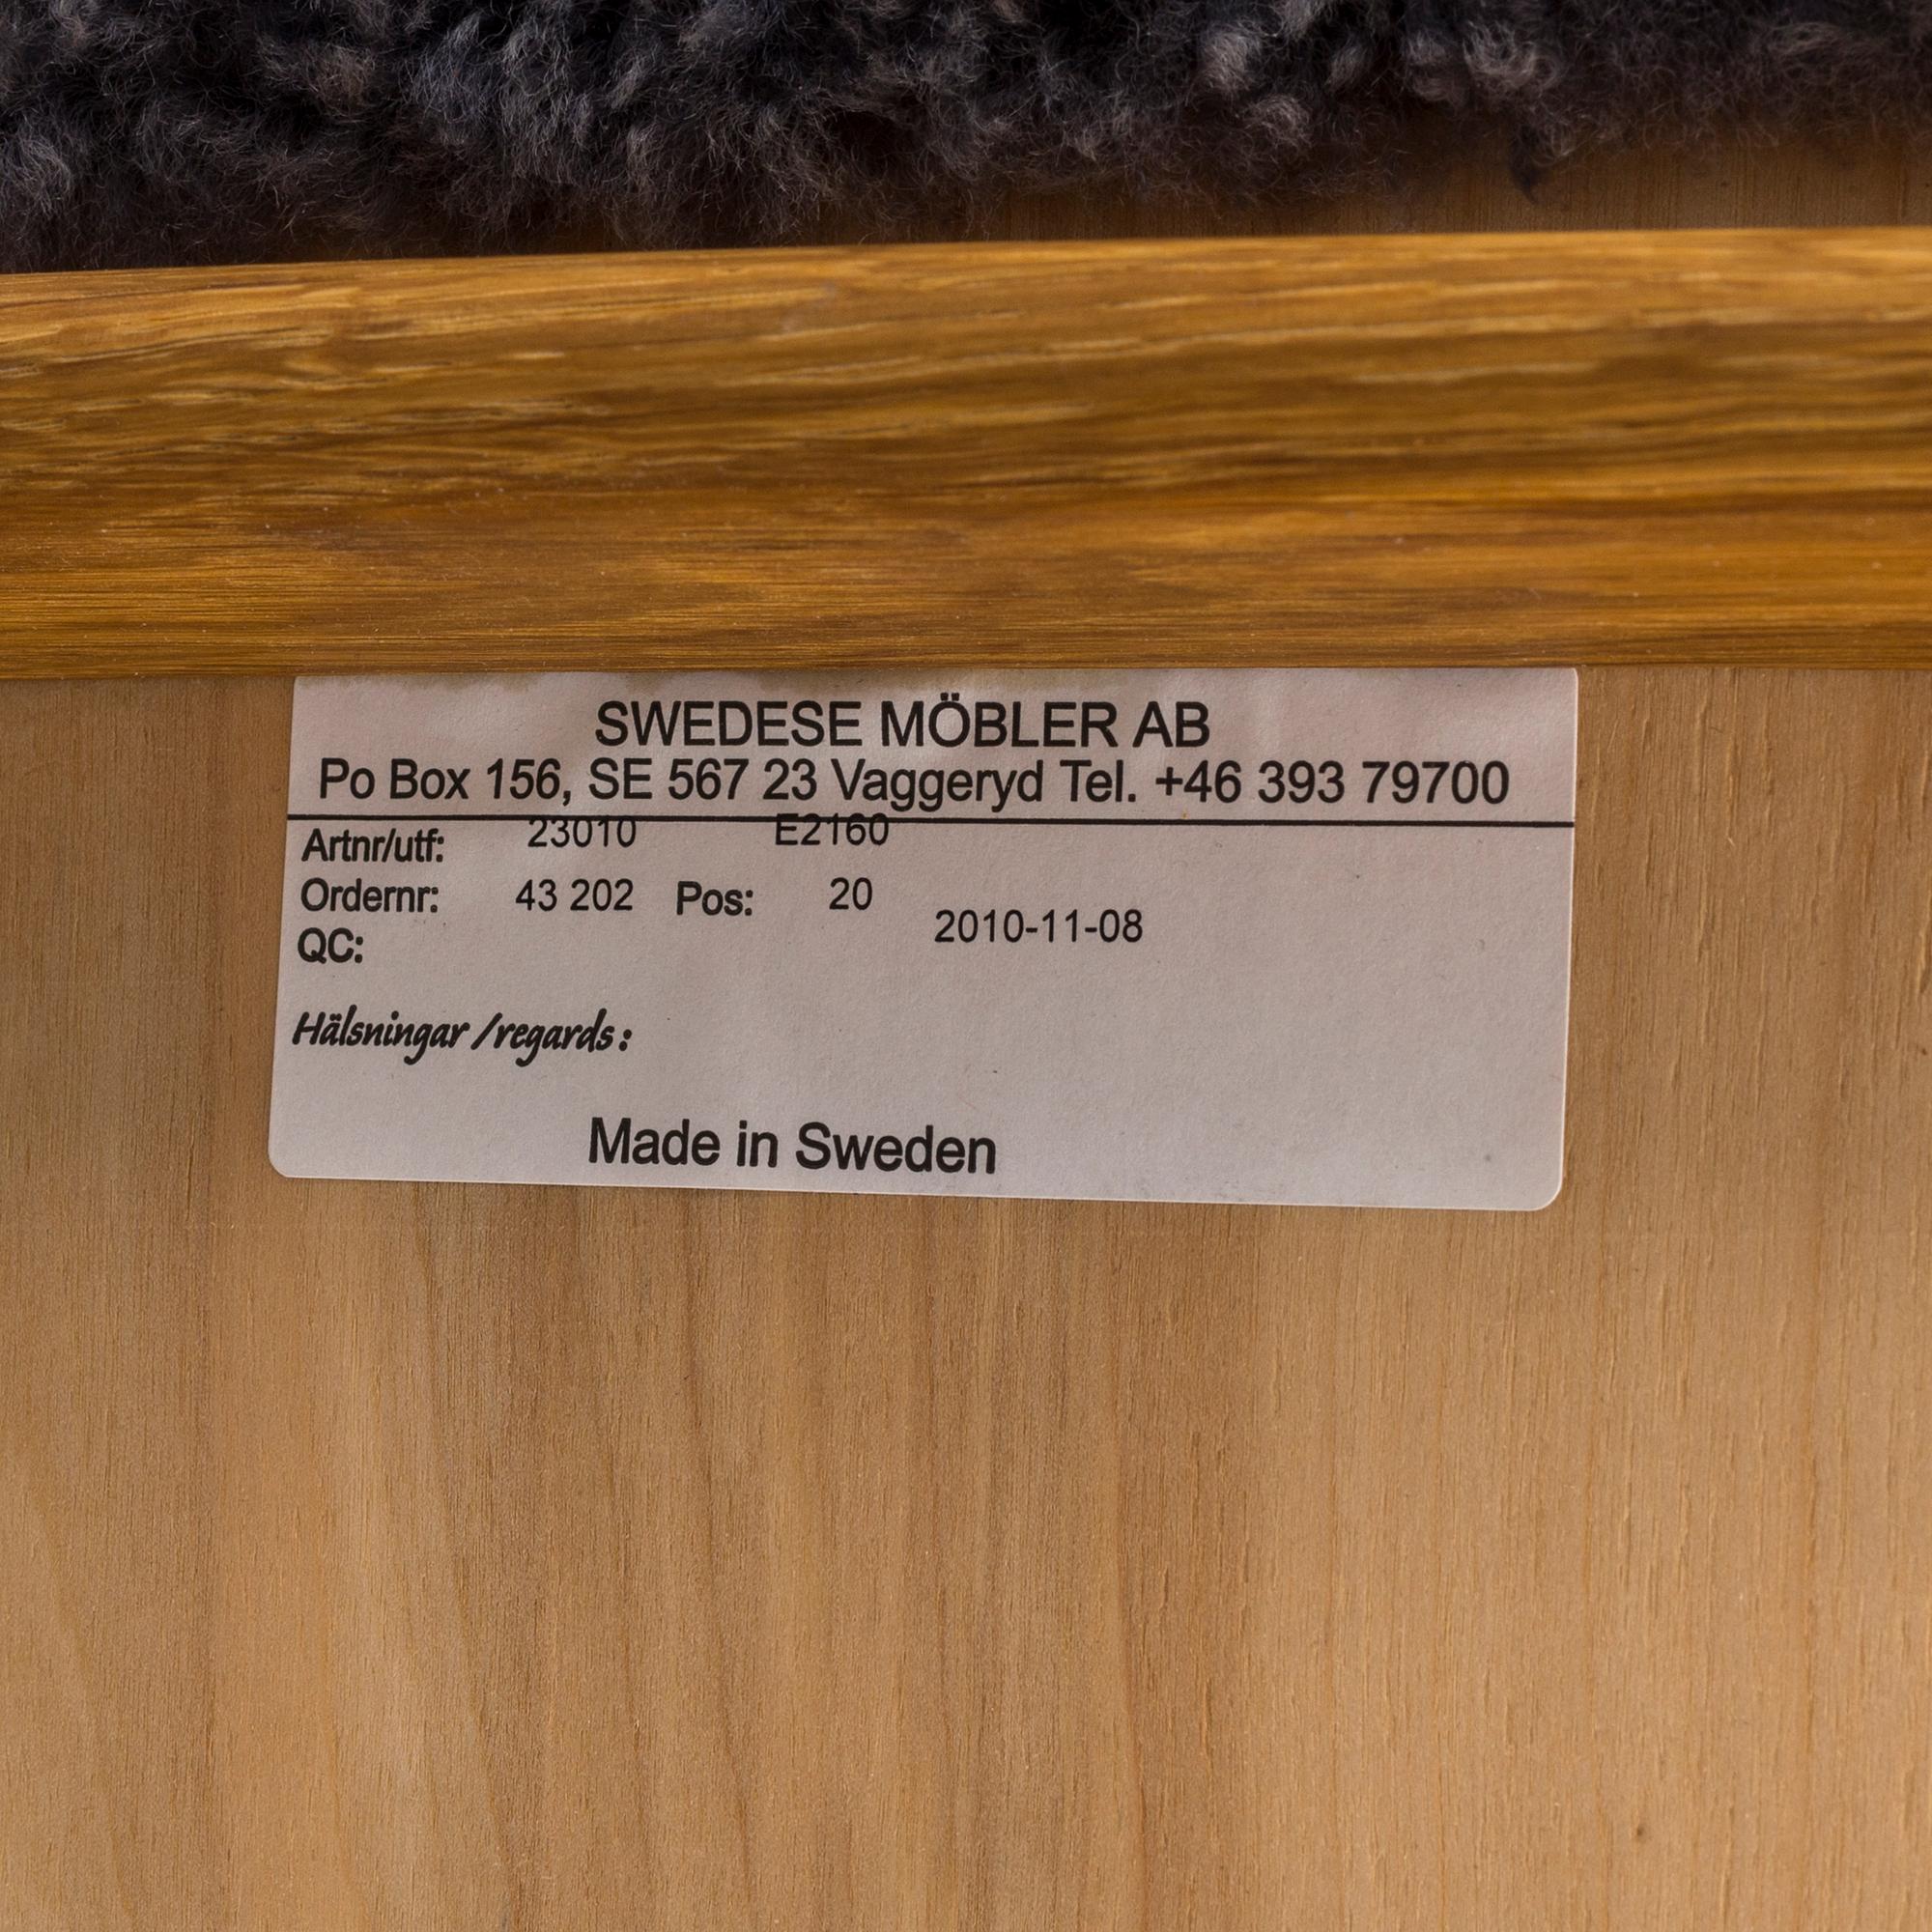 SWEDESE MÖBLER AB
Po Box 156, SE 567 23 Vaggeryd Tel. +46 393 79700
Artnr/utf: 23010 E2160
Ordernr: 43 202 Pos: 20
2010-11-08
QC:
Hälsningar /regards:
Made in Sweden